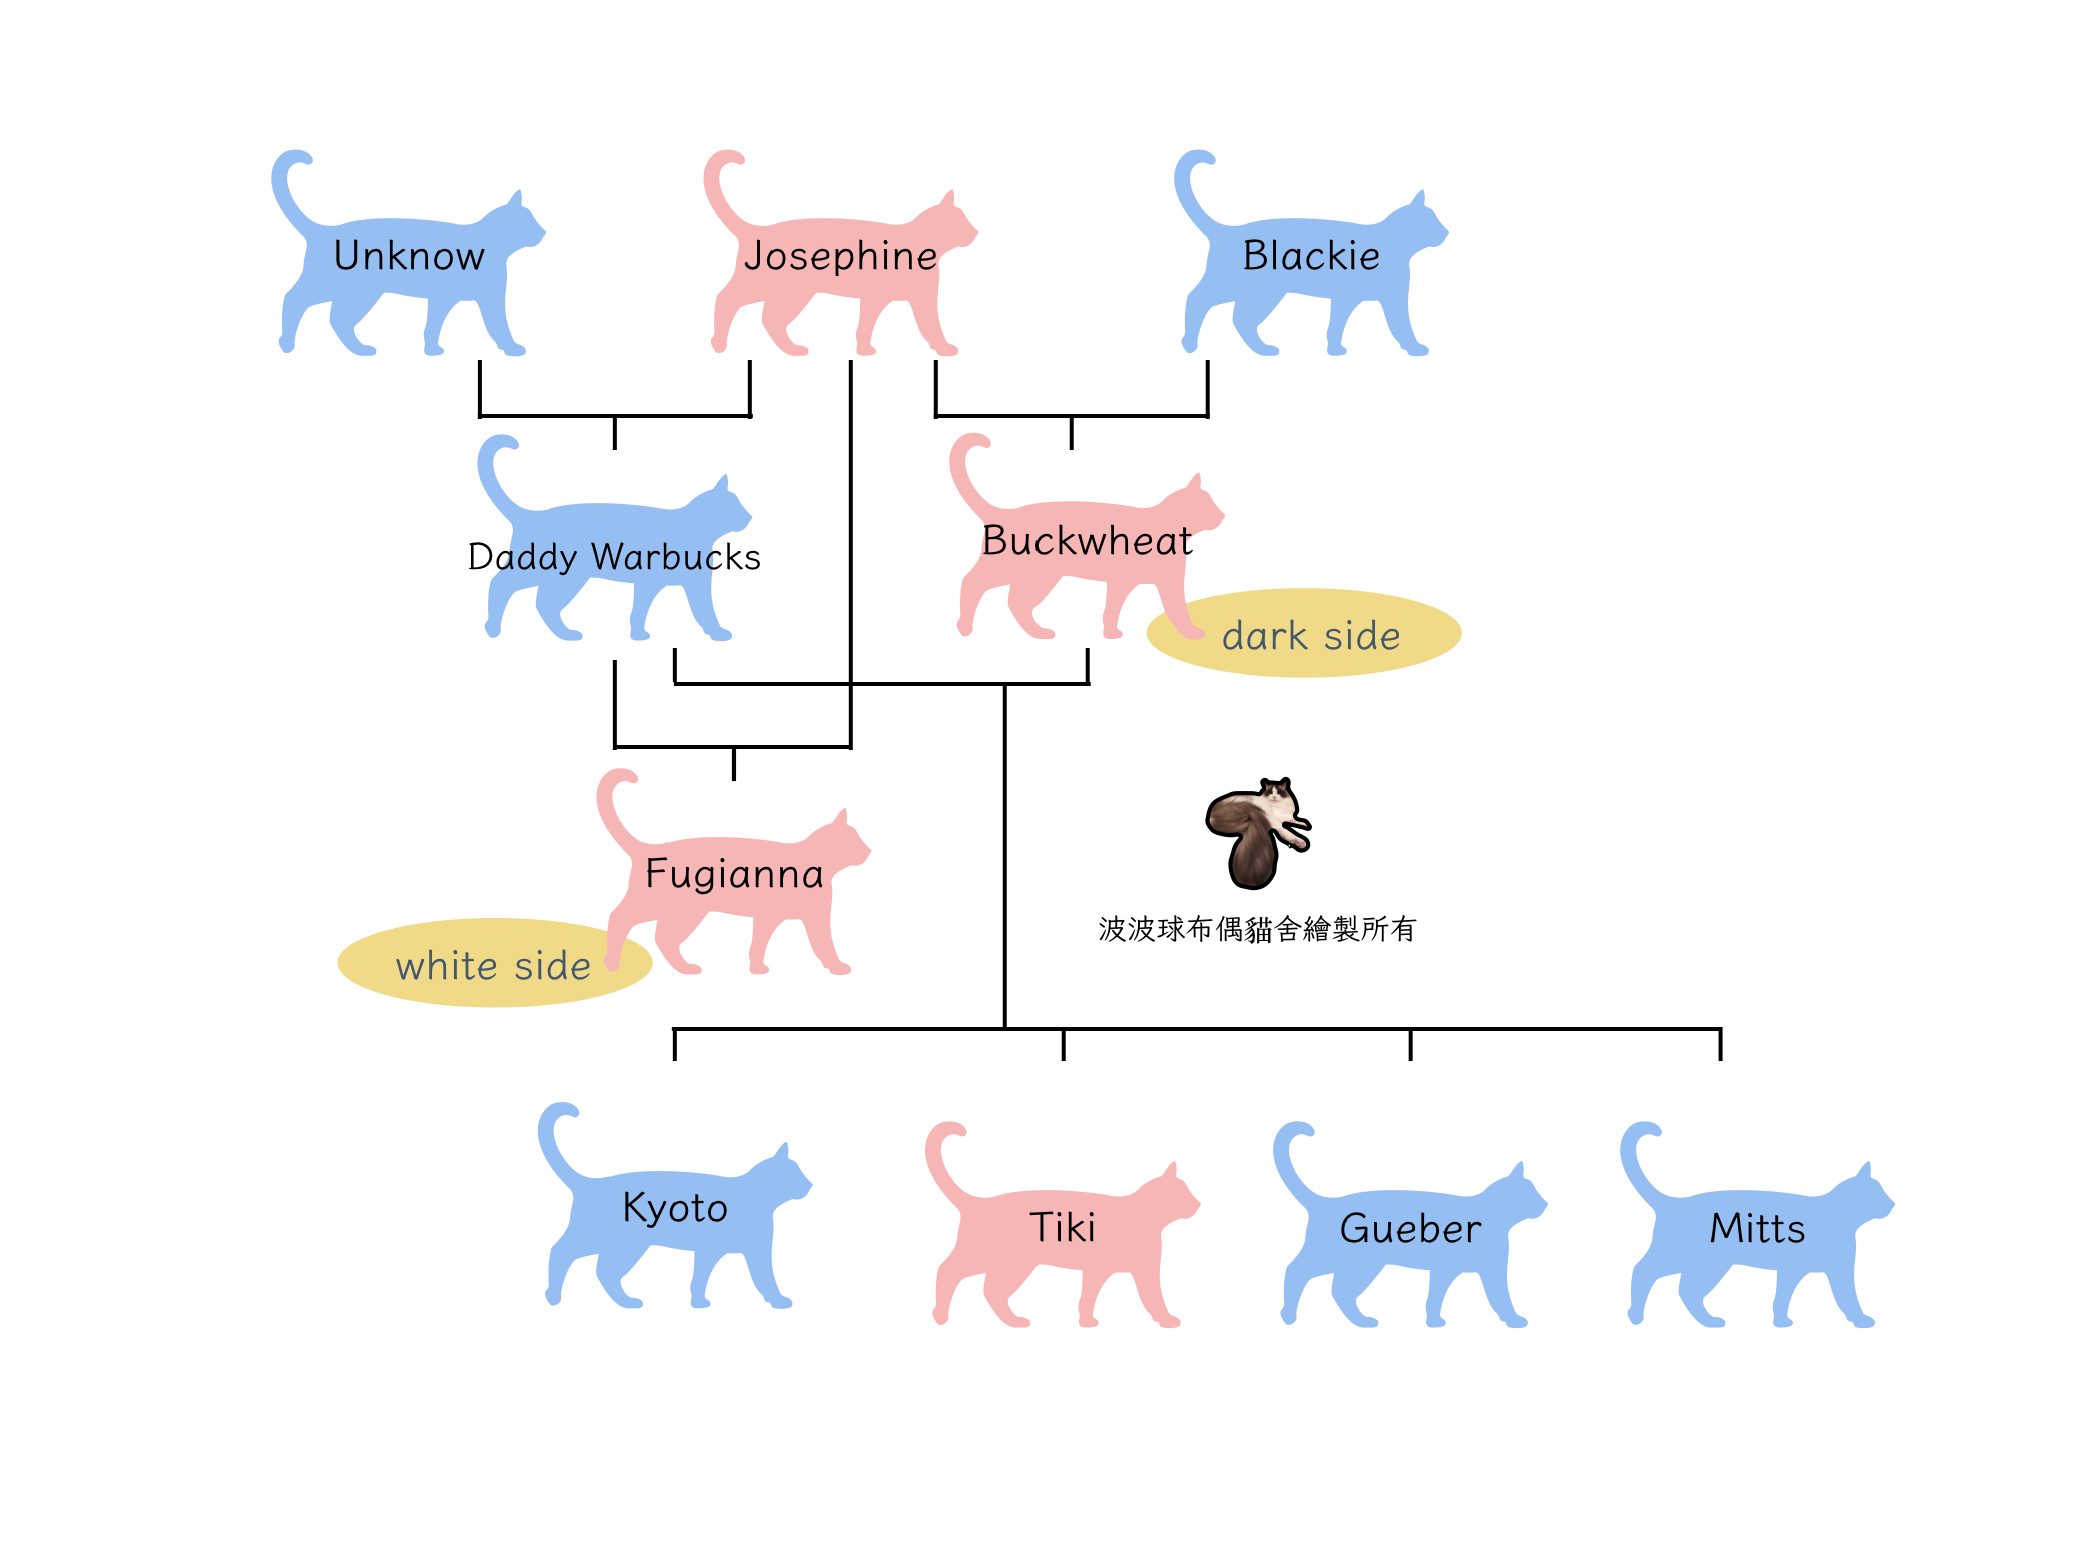 Unknow
Josephine
Blackie
Daddy Warbucks
Buckwheat
dark side
Fugianna
white side
波波球布偶貓舍繪製所有
Kyoto
Tiki
Gueber
Mitts